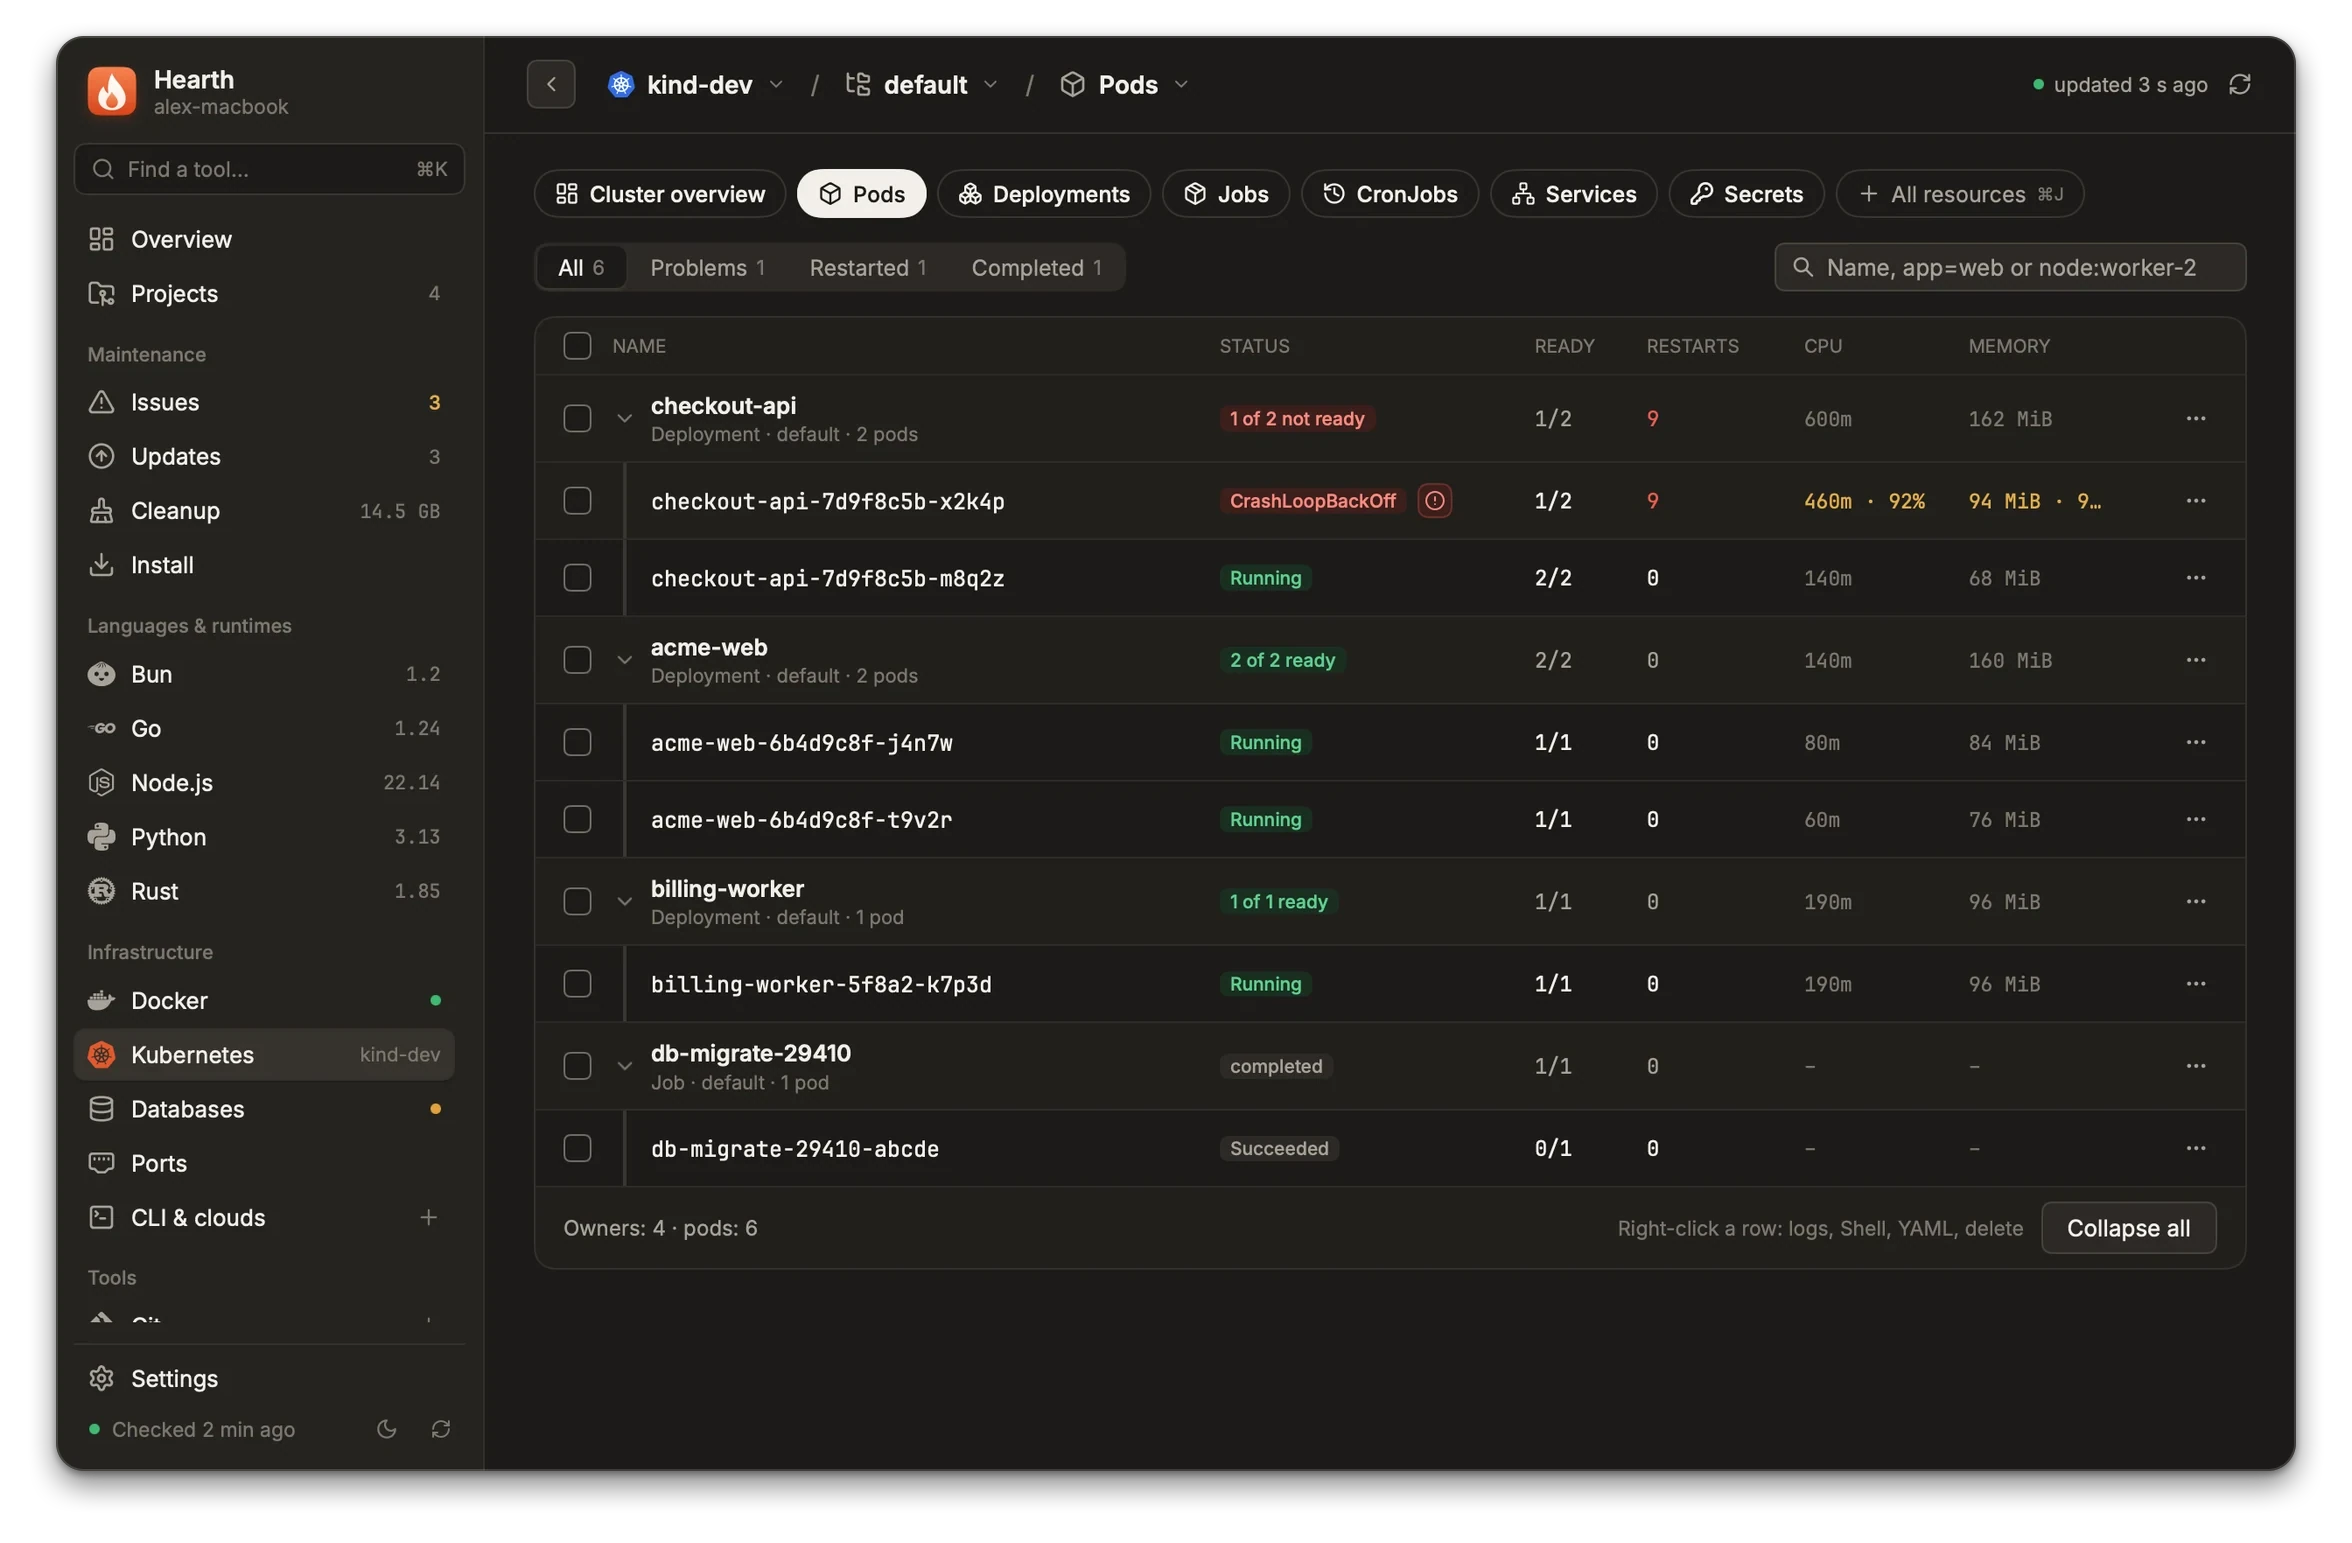 Hearth
alex-macbook
Find a tool... ⌘K
Overview
Projects 4
Maintenance
Issues 3
Updates 3
Cleanup 14.5 GB
Install
Languages & runtimes
Bun 1.2
Go 1.24
Node.js 22.14
Python 3.13
Rust 1.85
Infrastructure
Docker
Kubernetes kind-dev
Databases
Ports
CLI & clouds
Tools
Settings
Checked 2 min ago
kind-dev / default / Pods
updated 3 s ago
Cluster overview Pods Deployments Jobs CronJobs Services Secrets + All resources ⌘J
All 6 Problems 1 Restarted 1 Completed 1
Name, app=web or node:worker-2
NAME STATUS READY RESTARTS CPU MEMORY
checkout-api
Deployment · default · 2 pods
1 of 2 not ready 1/2 9 600m 162 MiB
checkout-api-7d9f8c5b-x2k4p CrashLoopBackOff 1/2 9 460m · 92% 94 MiB · 9…
checkout-api-7d9f8c5b-m8q2z Running 2/2 0 140m 68 MiB
acme-web
Deployment · default · 2 pods
2 of 2 ready 2/2 0 140m 160 MiB
acme-web-6b4d9c8f-j4n7w Running 1/1 0 80m 84 MiB
acme-web-6b4d9c8f-t9v2r Running 1/1 0 60m 76 MiB
billing-worker
Deployment · default · 1 pod
1 of 1 ready 1/1 0 190m 96 MiB
billing-worker-5f8a2-k7p3d Running 1/1 0 190m 96 MiB
db-migrate-29410
Job · default · 1 pod
completed 1/1 0 – –
db-migrate-29410-abcde Succeeded 0/1 0 – –
Owners: 4 · pods: 6
Right-click a row: logs, Shell, YAML, delete
Collapse all